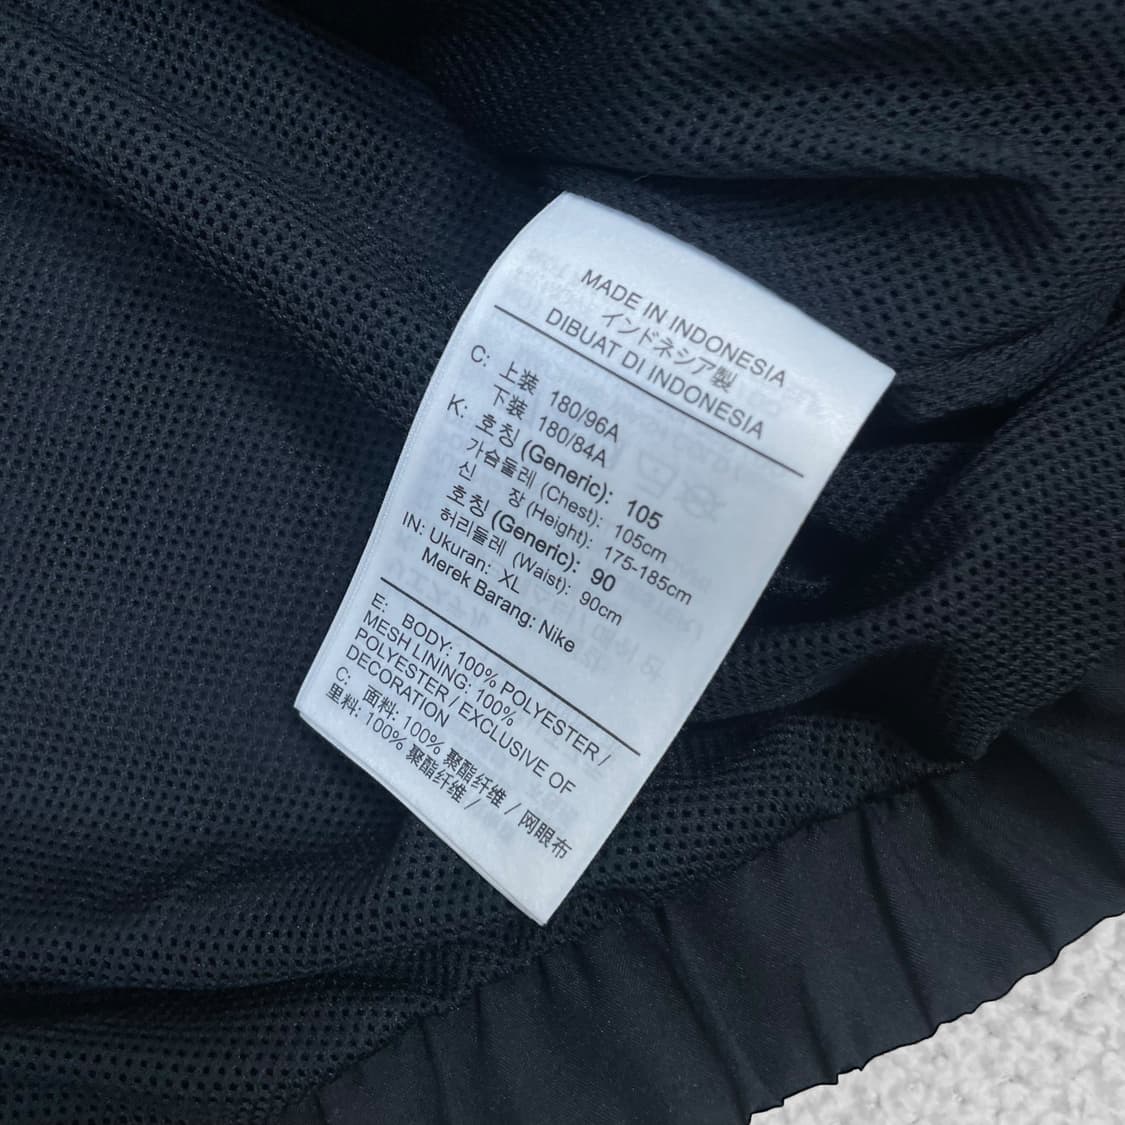 MADE IN INDONESIA
インドネシア製
DIBUAT DI INDONESIA
C: 上装 180/96A
下装 180/84A
K: 호칭 (Generic): 105
가슴둘레 (Chest): 105cm
신 장 (Height): 175-185cm
호칭 (Generic): 90
허리둘레 (Waist): 90cm
IN: Ukuran: XL
Merek Barang: Nike
E: BODY: 100% POLYESTER /
MESH LINING: 100%
POLYESTER / EXCLUSIVE OF
DECORATION
C: 面料: 100% 聚酯纤维 / 网眼布
里料: 100% 聚酯纤维 /